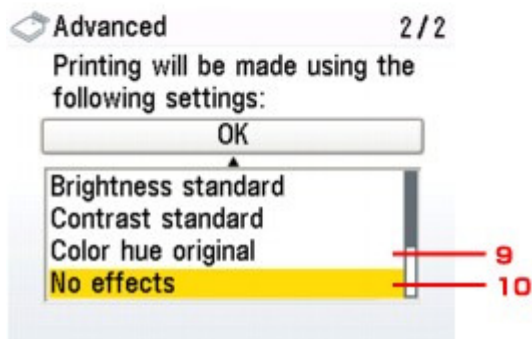 Advanced 2/2
Printing will be made using the
following settings:
OK
Brightness standard
Contrast standard
Color hue original
9
No effects
10